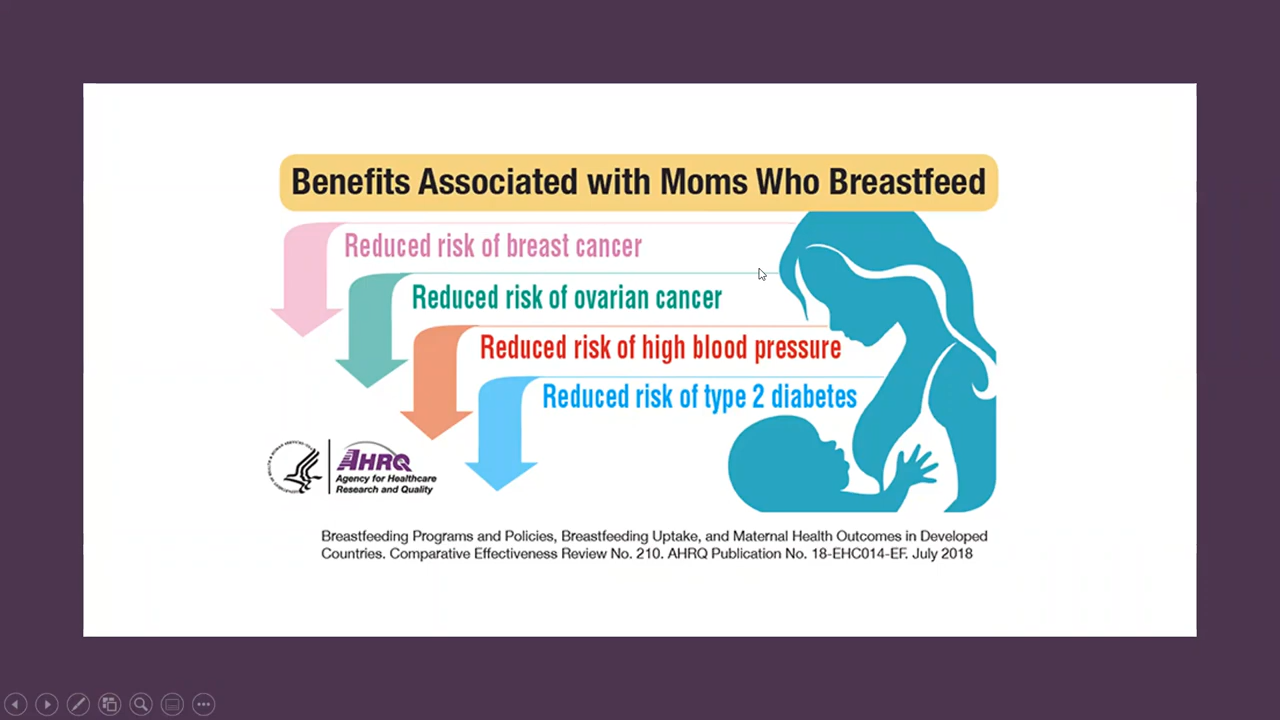 Benefits Associated with Moms Who Breastfeed
Reduced risk of breast cancer
Reduced risk of ovarian cancer
Reduced risk of high blood pressure
Reduced risk of type 2 diabetes
AHRQ
Agency for Healthcare
Research and Quality
Breastfeeding Programs and Policies, Breastfeeding Uptake, and Maternal Health Outcomes in Developed
Countries. Comparative Effectiveness Review No. 210. AHRQ Publication No. 18-EHC014-EF. July 2018